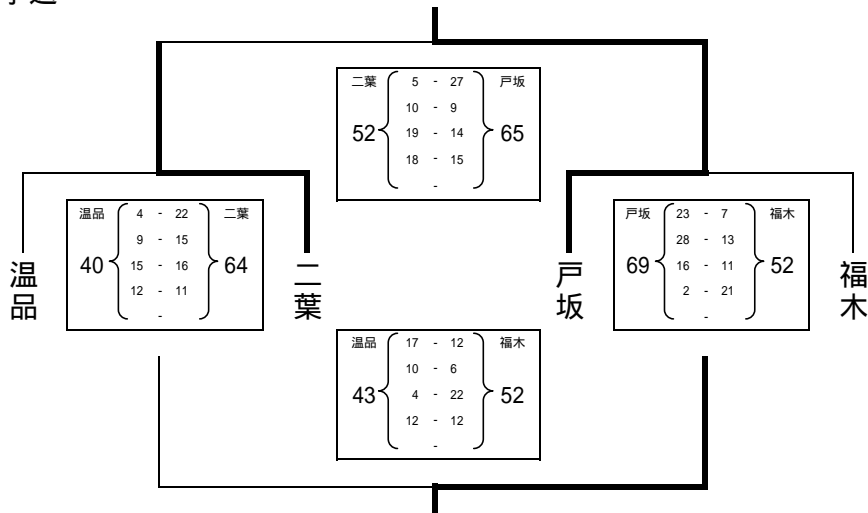 二葉 5 - 27 戸坂
10 - 9
52 19 - 14 65
18 - 15
-
温品 4 - 22 二葉
9 - 15
40 15 - 16 64
12 - 11
-
戸坂 23 - 7 福木
28 - 13
69 16 - 11 52
2 - 21
-
温品
二葉
戸坂
福木
温品 17 - 12 福木
10 - 6
43 4 - 22 52
12 - 12
-